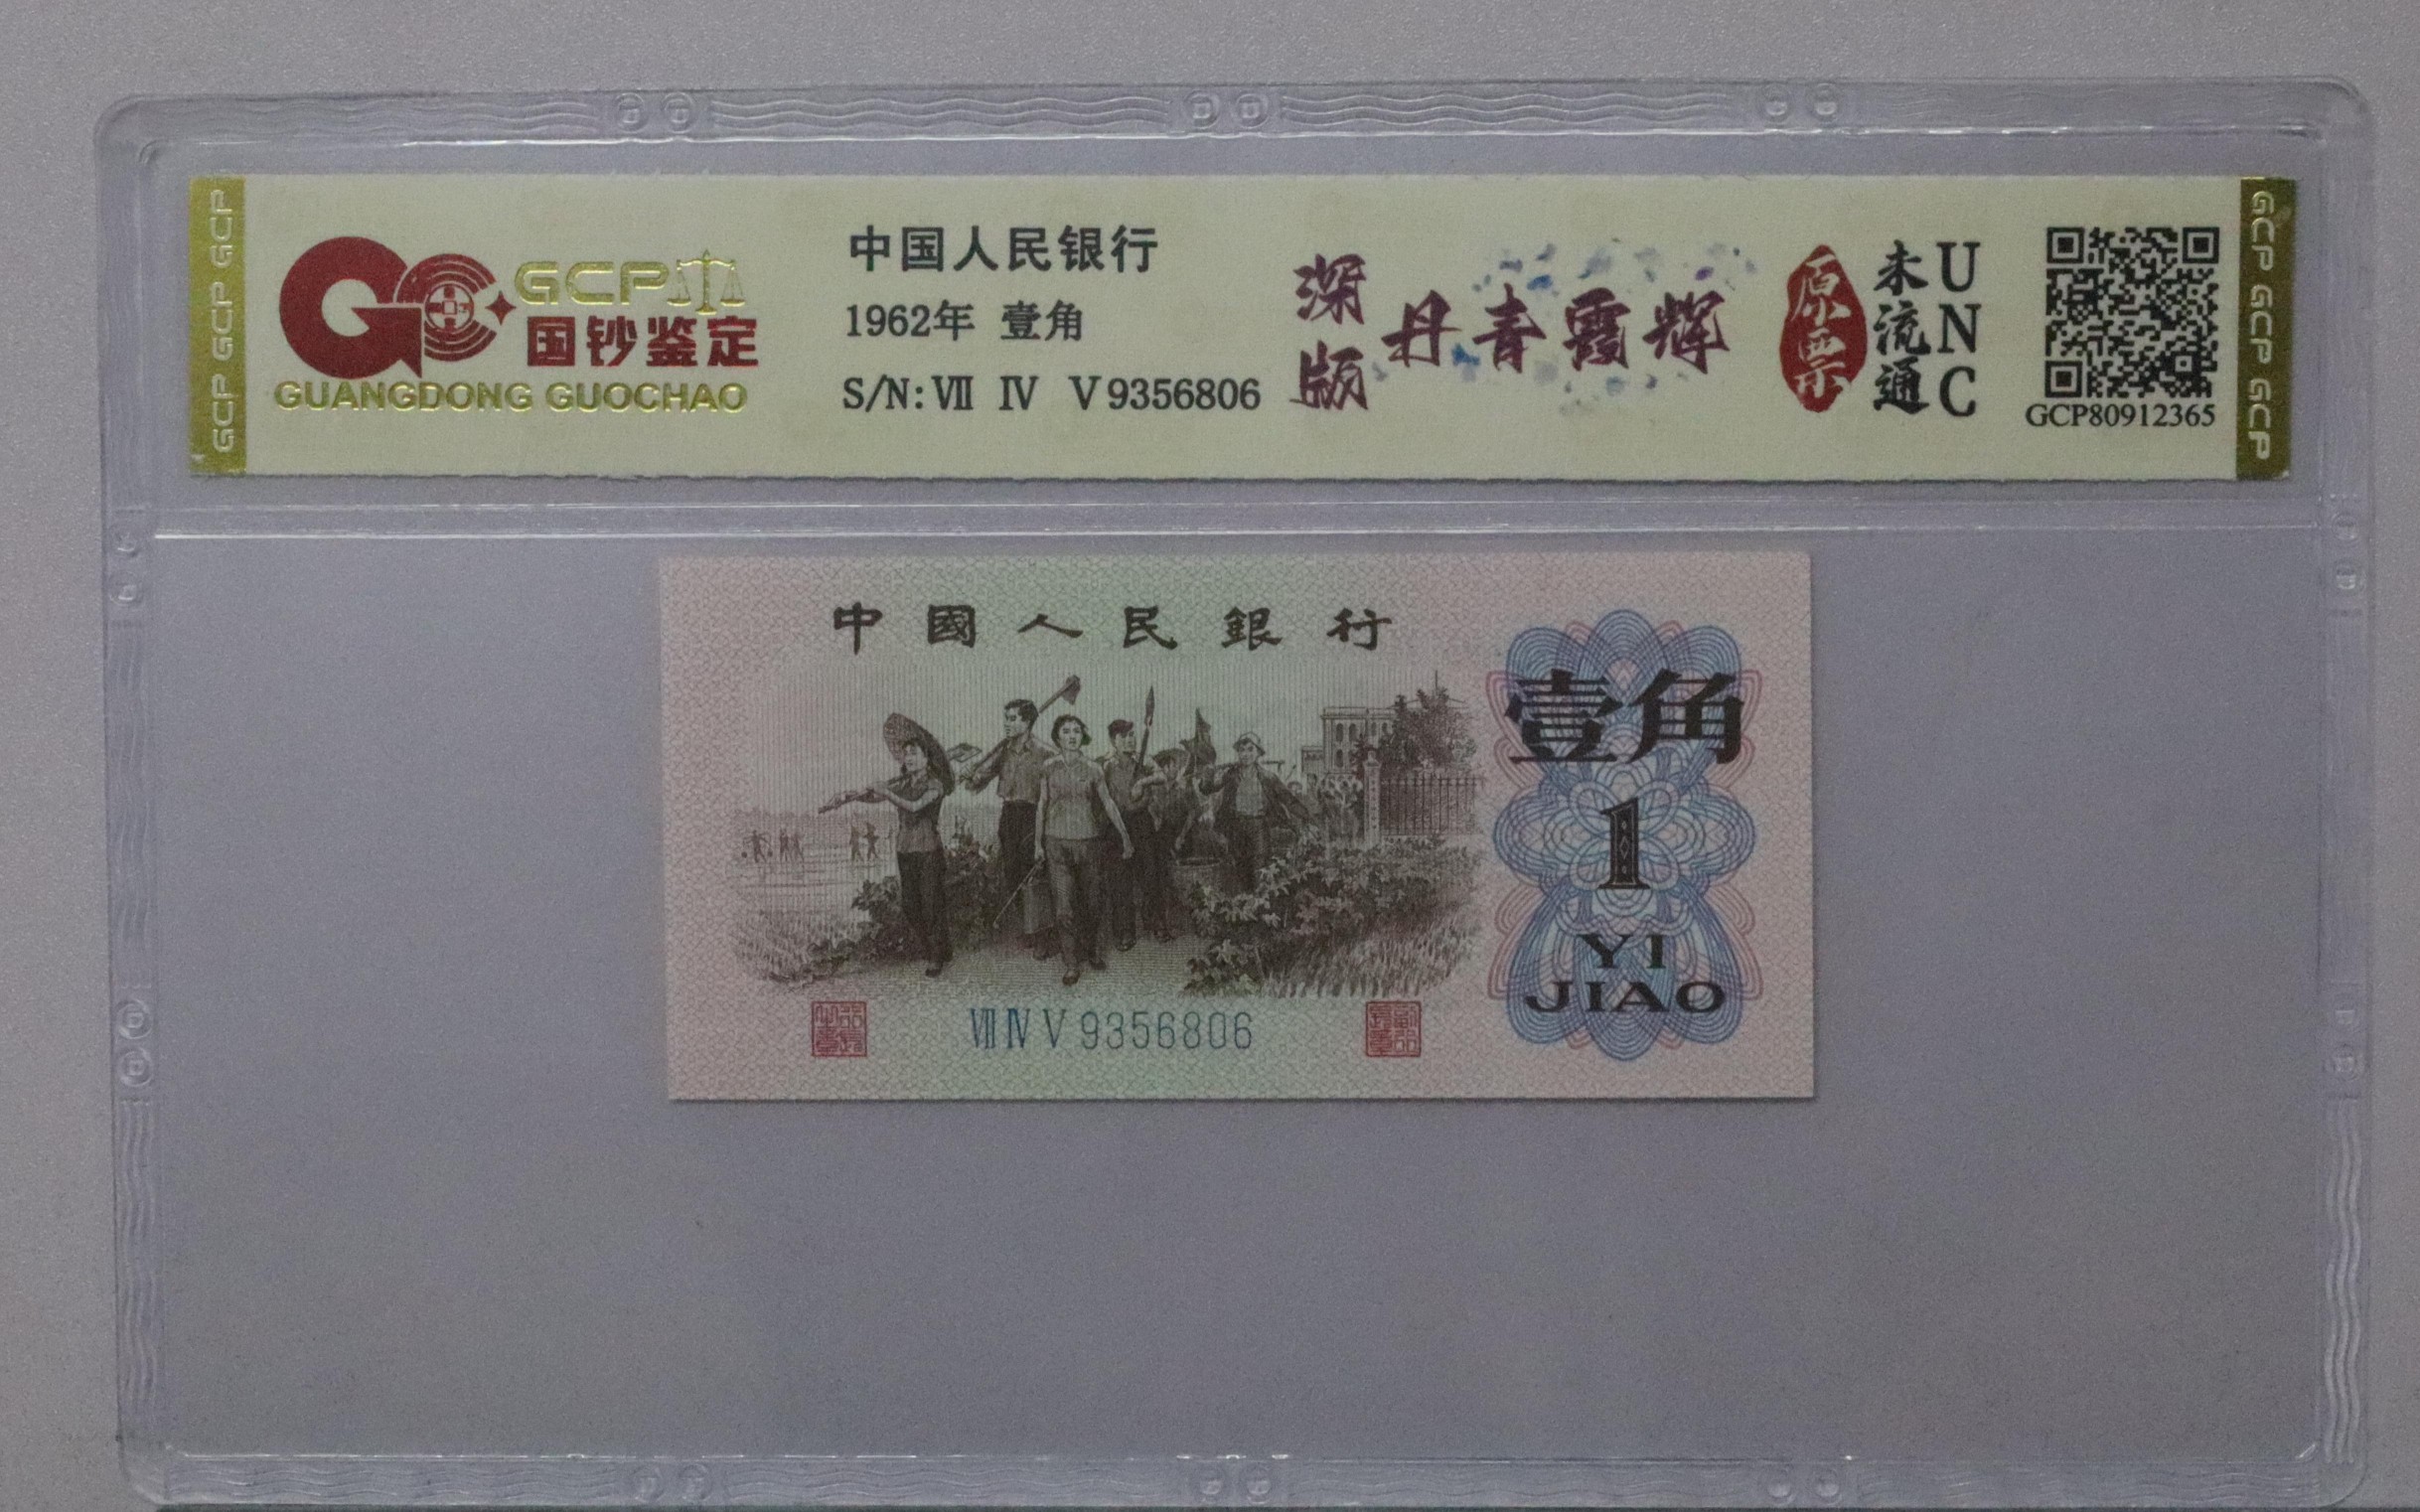 GCP GCP GCP
GCP
国钞鉴定
GUANGDONG GUOCHAO
中国人民银行
1962年 壹角
S/N: Ⅶ Ⅳ Ⅴ 9356806
深版
丹青霞辉
原票
未流通
UNC
GCP80912365
GCP GCP GCP
中國人民銀行
壹角
1
YI
JIAO
Ⅶ Ⅳ Ⅴ 9356806